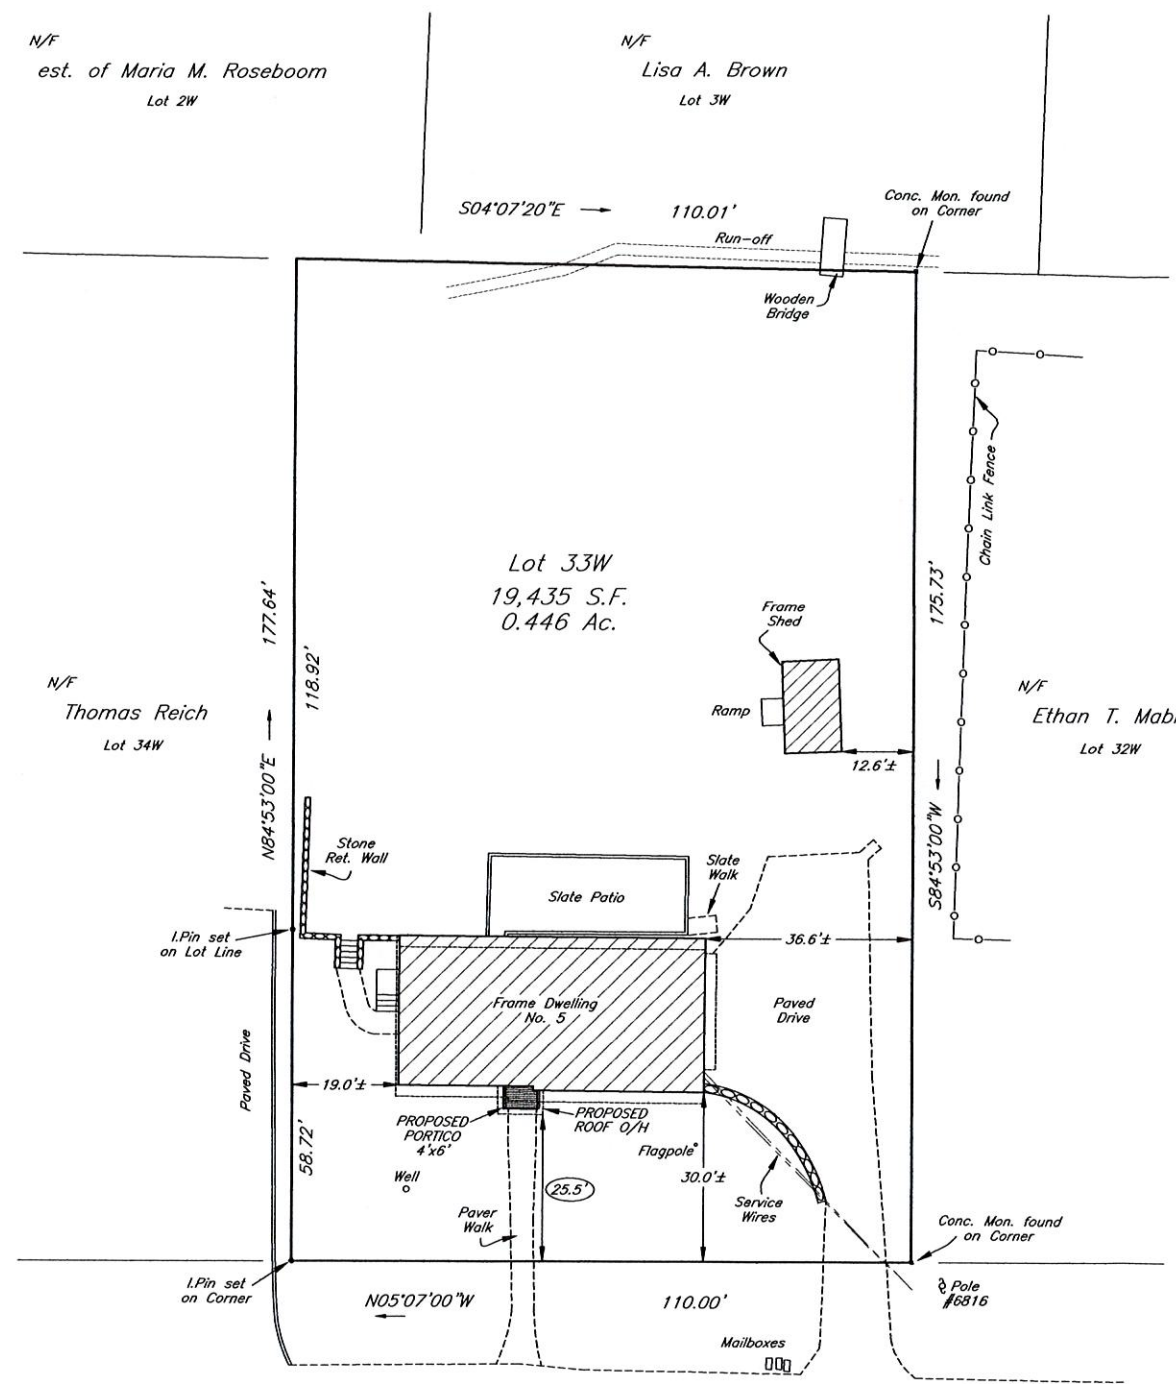 N/F
est. of Maria M. Roseboom
Lot 2W
N/F
Lisa A. Brown
Lot 3W
S04°07'20"E
110.01'
Conc. Mon. found
on Corner
Run-off
Wooden
Bridge
Chain Link Fence
Lot 33W
19,435 S.F.
0.446 Ac.
177.64'
118.92'
N84°53'00"E
175.73'
S84°53'00"W
Frame
Shed
Ramp
12.6'±
N/F
Thomas Reich
Lot 34W
N/F
Ethan T. Mab
Lot 32W
Stone
Ret. Wall
Slate Patio
Slate
Walk
I.Pin set
on Lot Line
36.6'±
Frame Dwelling
No. 5
Paved
Drive
Paved Drive
19.0'±
PROPOSED
PORTICO
4'x6'
PROPOSED
ROOF O/H
Flagpole
58.72'
Well
25.5'
30.0'±
Service
Wires
Paver
Walk
Conc. Mon. found
on Corner
I.Pin set
on Corner
N05°07'00"W
110.00'
Pole
#6816
Mailboxes